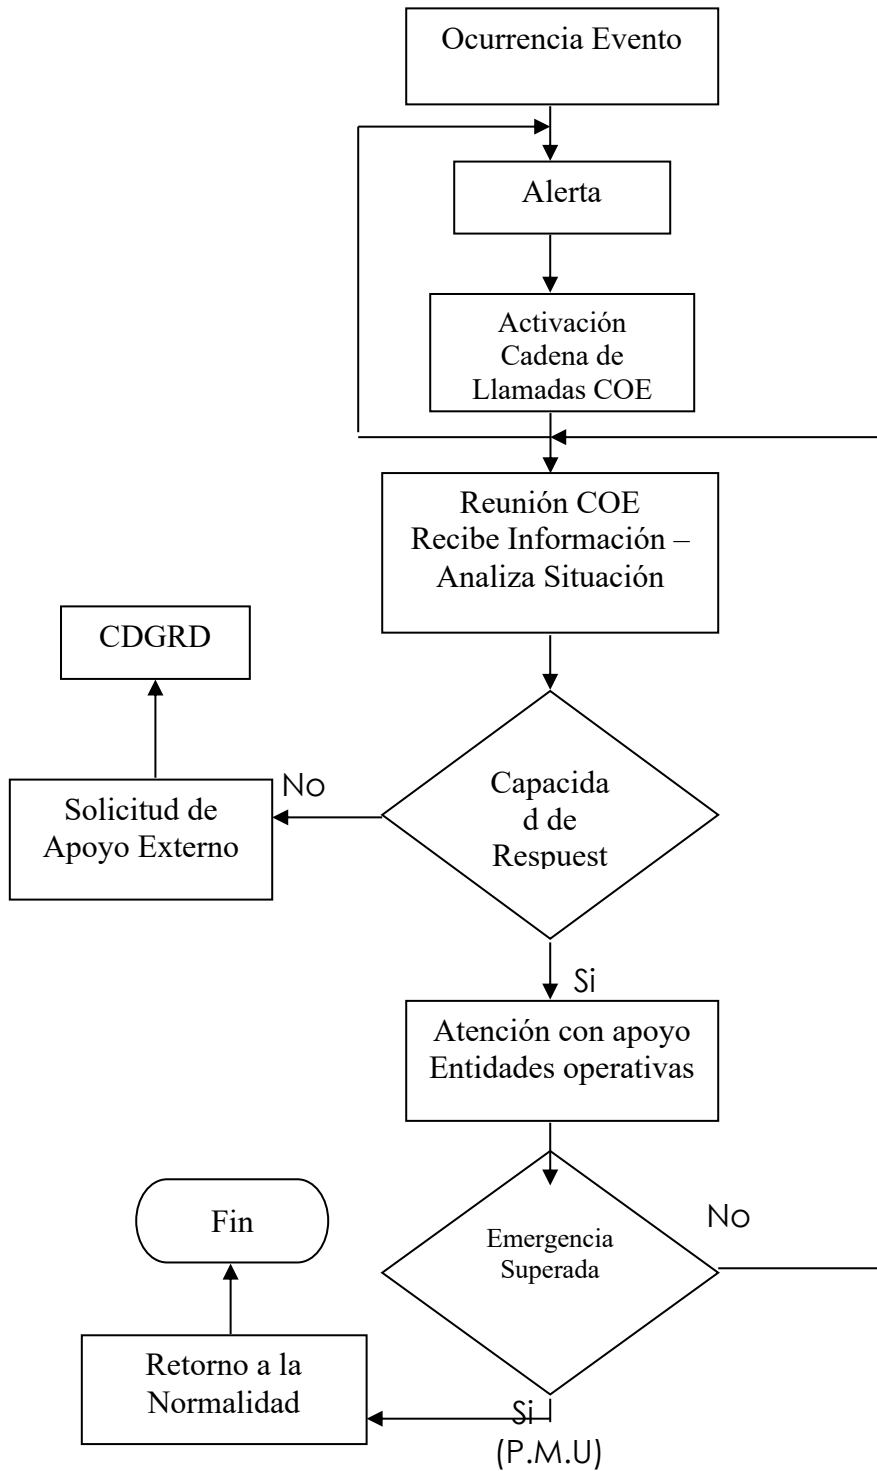 Ocurrencia Evento
Alerta
Activación
Cadena de
Llamadas COE
Reunión COE
Recibe Información –
Analiza Situación
CDGRD
No
Solicitud de
Apoyo Externo
Capacida
d de
Respuest
Si
Atención con apoyo
Entidades operativas
Fin
No
Emergencia
Superada
Retorno a la
Normalidad
Si
(P.M.U)